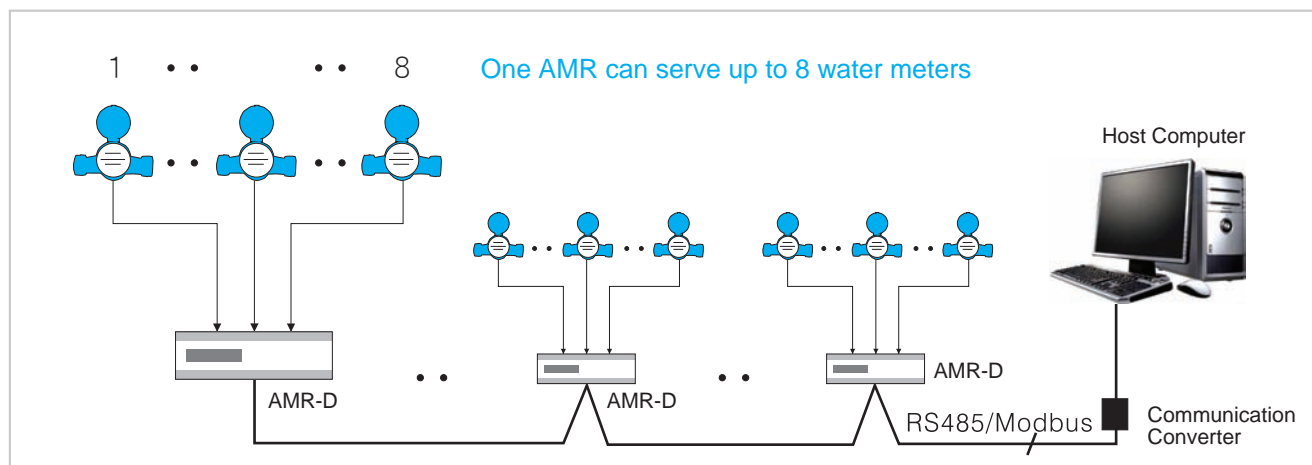 1 • • • • 8 One AMR can serve up to 8 water meters
Host Computer
AMR-D
AMR-D
AMR-D
RS485/Modbus
Communication
Converter